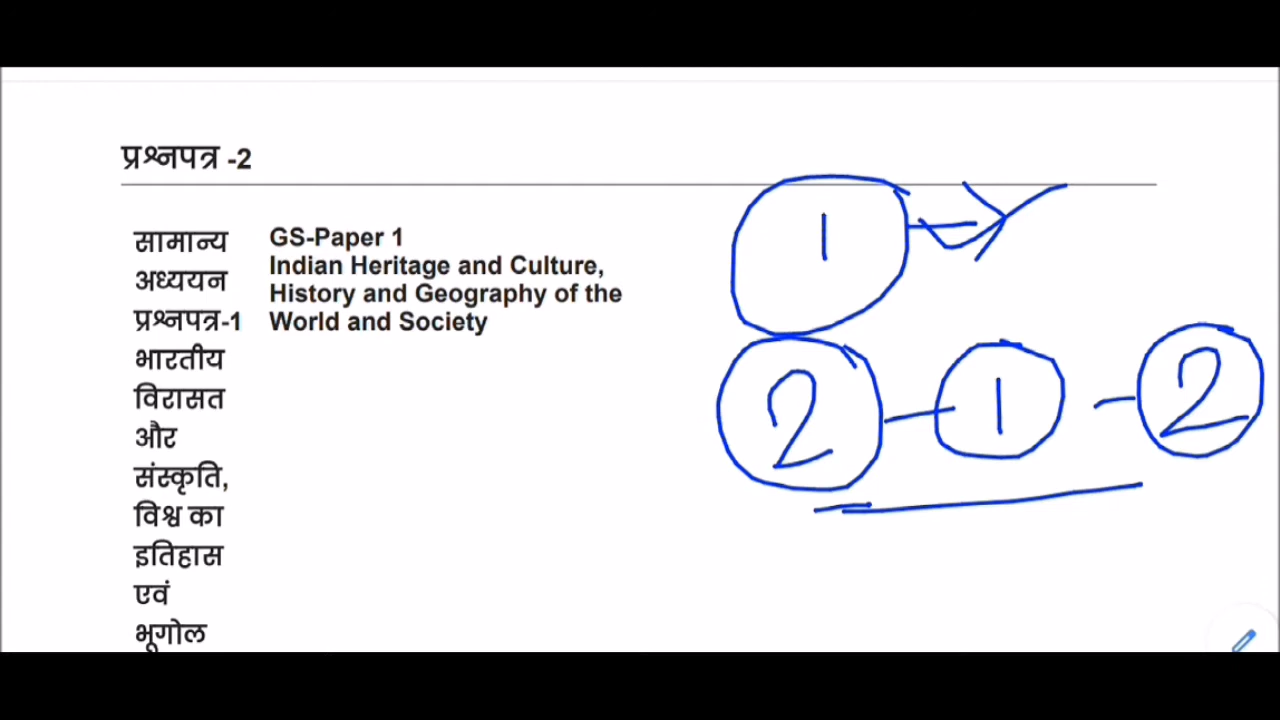 प्रश्नपत्र -2
सामान्य
अध्ययन
प्रश्नपत्र-1
भारतीय
विरासत
और
संस्कृति,
विश्व का
इतिहास
एवं
भूगोल
GS-Paper 1
Indian Heritage and Culture,
History and Geography of the
World and Society
1
2 - 1 - 2